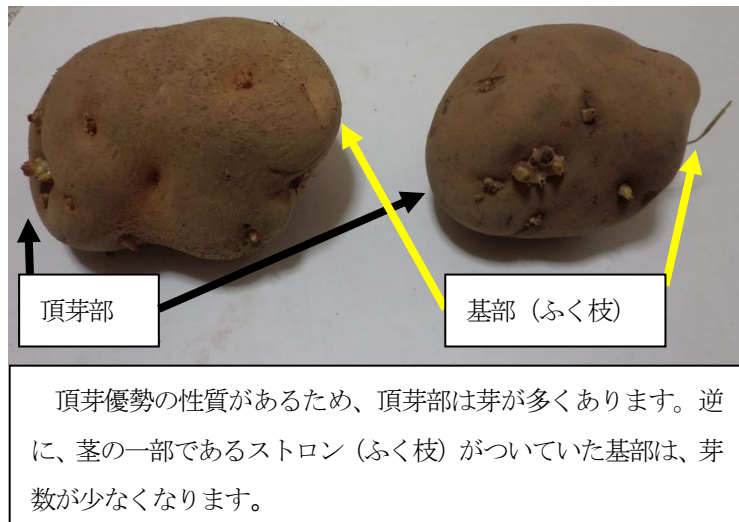 頂芽部
基部（ふく枝）
　頂芽優勢の性質があるため、頂芽部は芽が多くあります。逆
に、茎の一部であるストロン（ふく枝）がついていた基部は、芽
数が少なくなります。